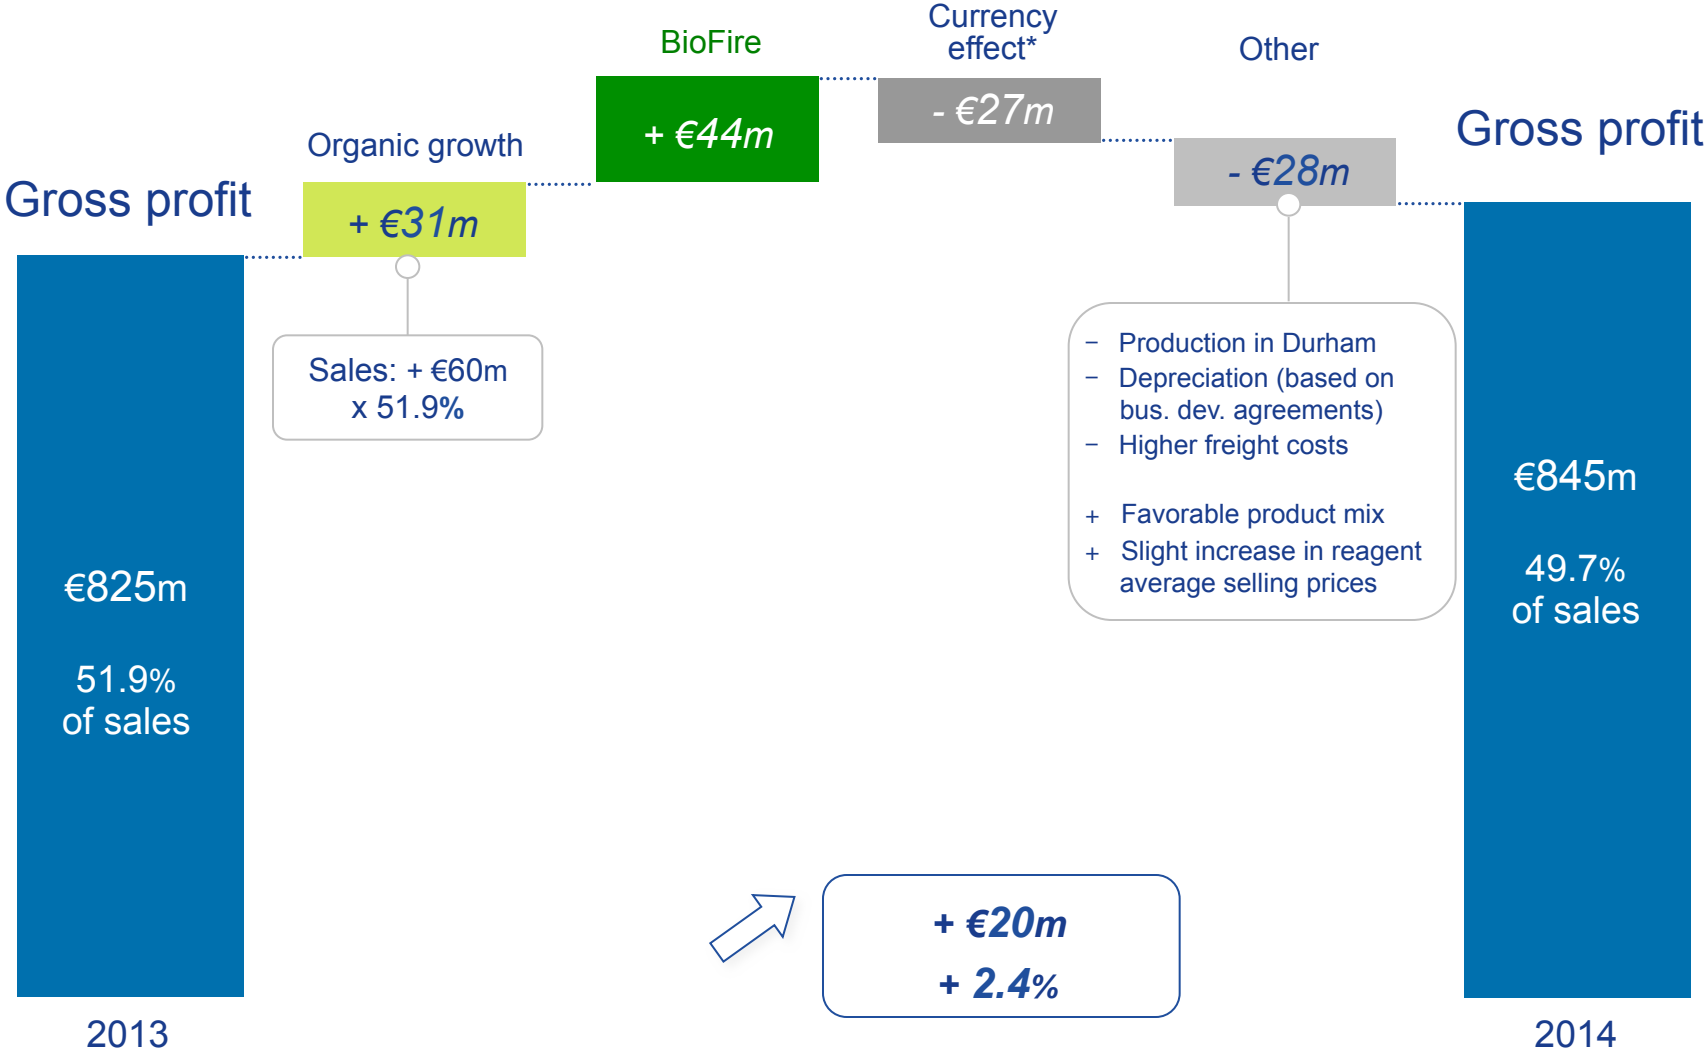 Gross profit
€825m
51.9%
of sales
2013
Organic growth
+ €31m
Sales: + €60m
x 51.9%
BioFire
+ €44m
Currency
effect*
- €27m
Other
- €28m
− Production in Durham
− Depreciation (based on
bus. dev. agreements)
− Higher freight costs
+ Favorable product mix
+ Slight increase in reagent
average selling prices
Gross profit
€845m
49.7%
of sales
2014
+ €20m
+ 2.4%